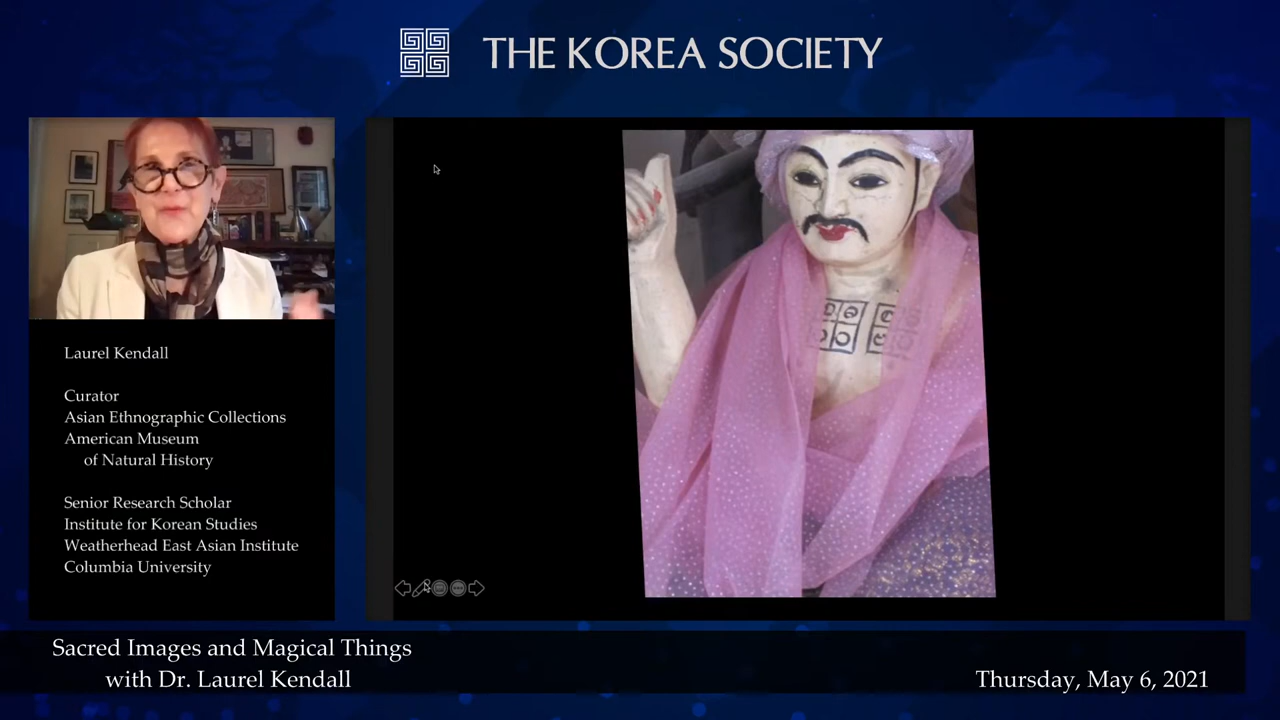 THE KOREA SOCIETY
Laurel Kendall
Curator
Asian Ethnographic Collections
American Museum
of Natural History
Senior Research Scholar
Institute for Korean Studies
Weatherhead East Asian Institute
Columbia University
Sacred Images and Magical Things
with Dr. Laurel Kendall
Thursday, May 6, 2021